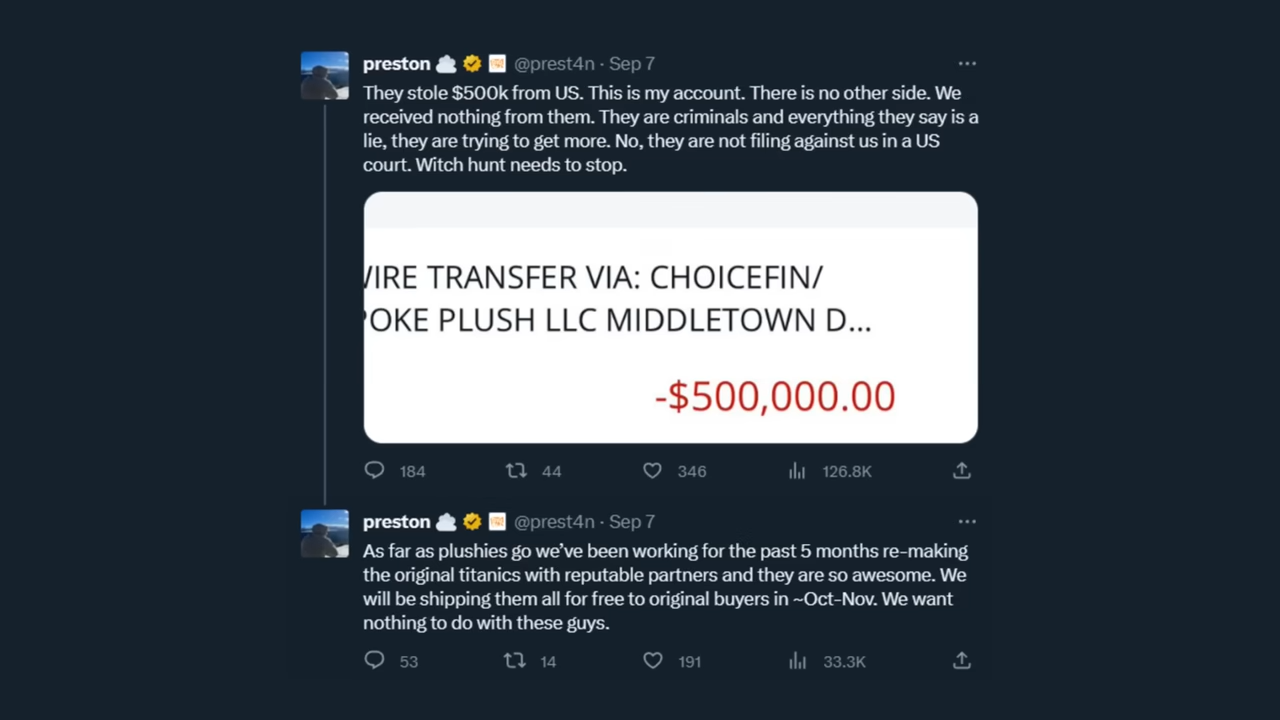 preston @prest4n · Sep 7
They stole $500k from US. This is my account. There is no other side. We
received nothing from them. They are criminals and everything they say is a
lie, they are trying to get more. No, they are not filing against us in a US
court. Witch hunt needs to stop.
WIRE TRANSFER VIA: CHOICEFIN/
POKE PLUSH LLC MIDDLETOWN D...
-$500,000.00
184 44 346 126.8K
preston @prest4n · Sep 7
As far as plushies go we've been working for the past 5 months re-making
the original titanics with reputable partners and they are so awesome. We
will be shipping them all for free to original buyers in ~Oct-Nov. We want
nothing to do with these guys.
53 14 191 33.3K